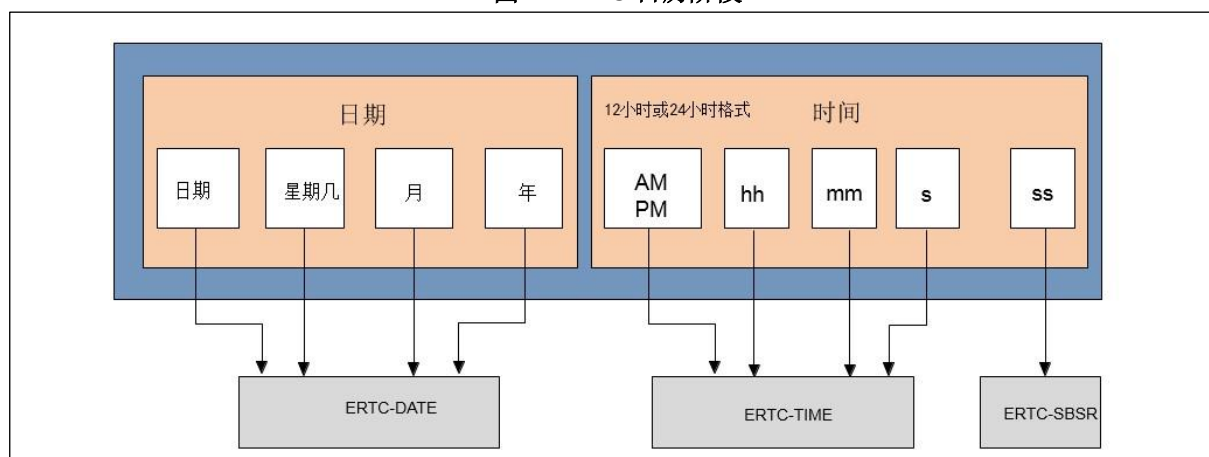 日期
12小时或24小时格式 时间
日期 星期几 月 年
AM
PM
hh mm s ss
ERTC-DATE ERTC-TIME ERTC-SBSR